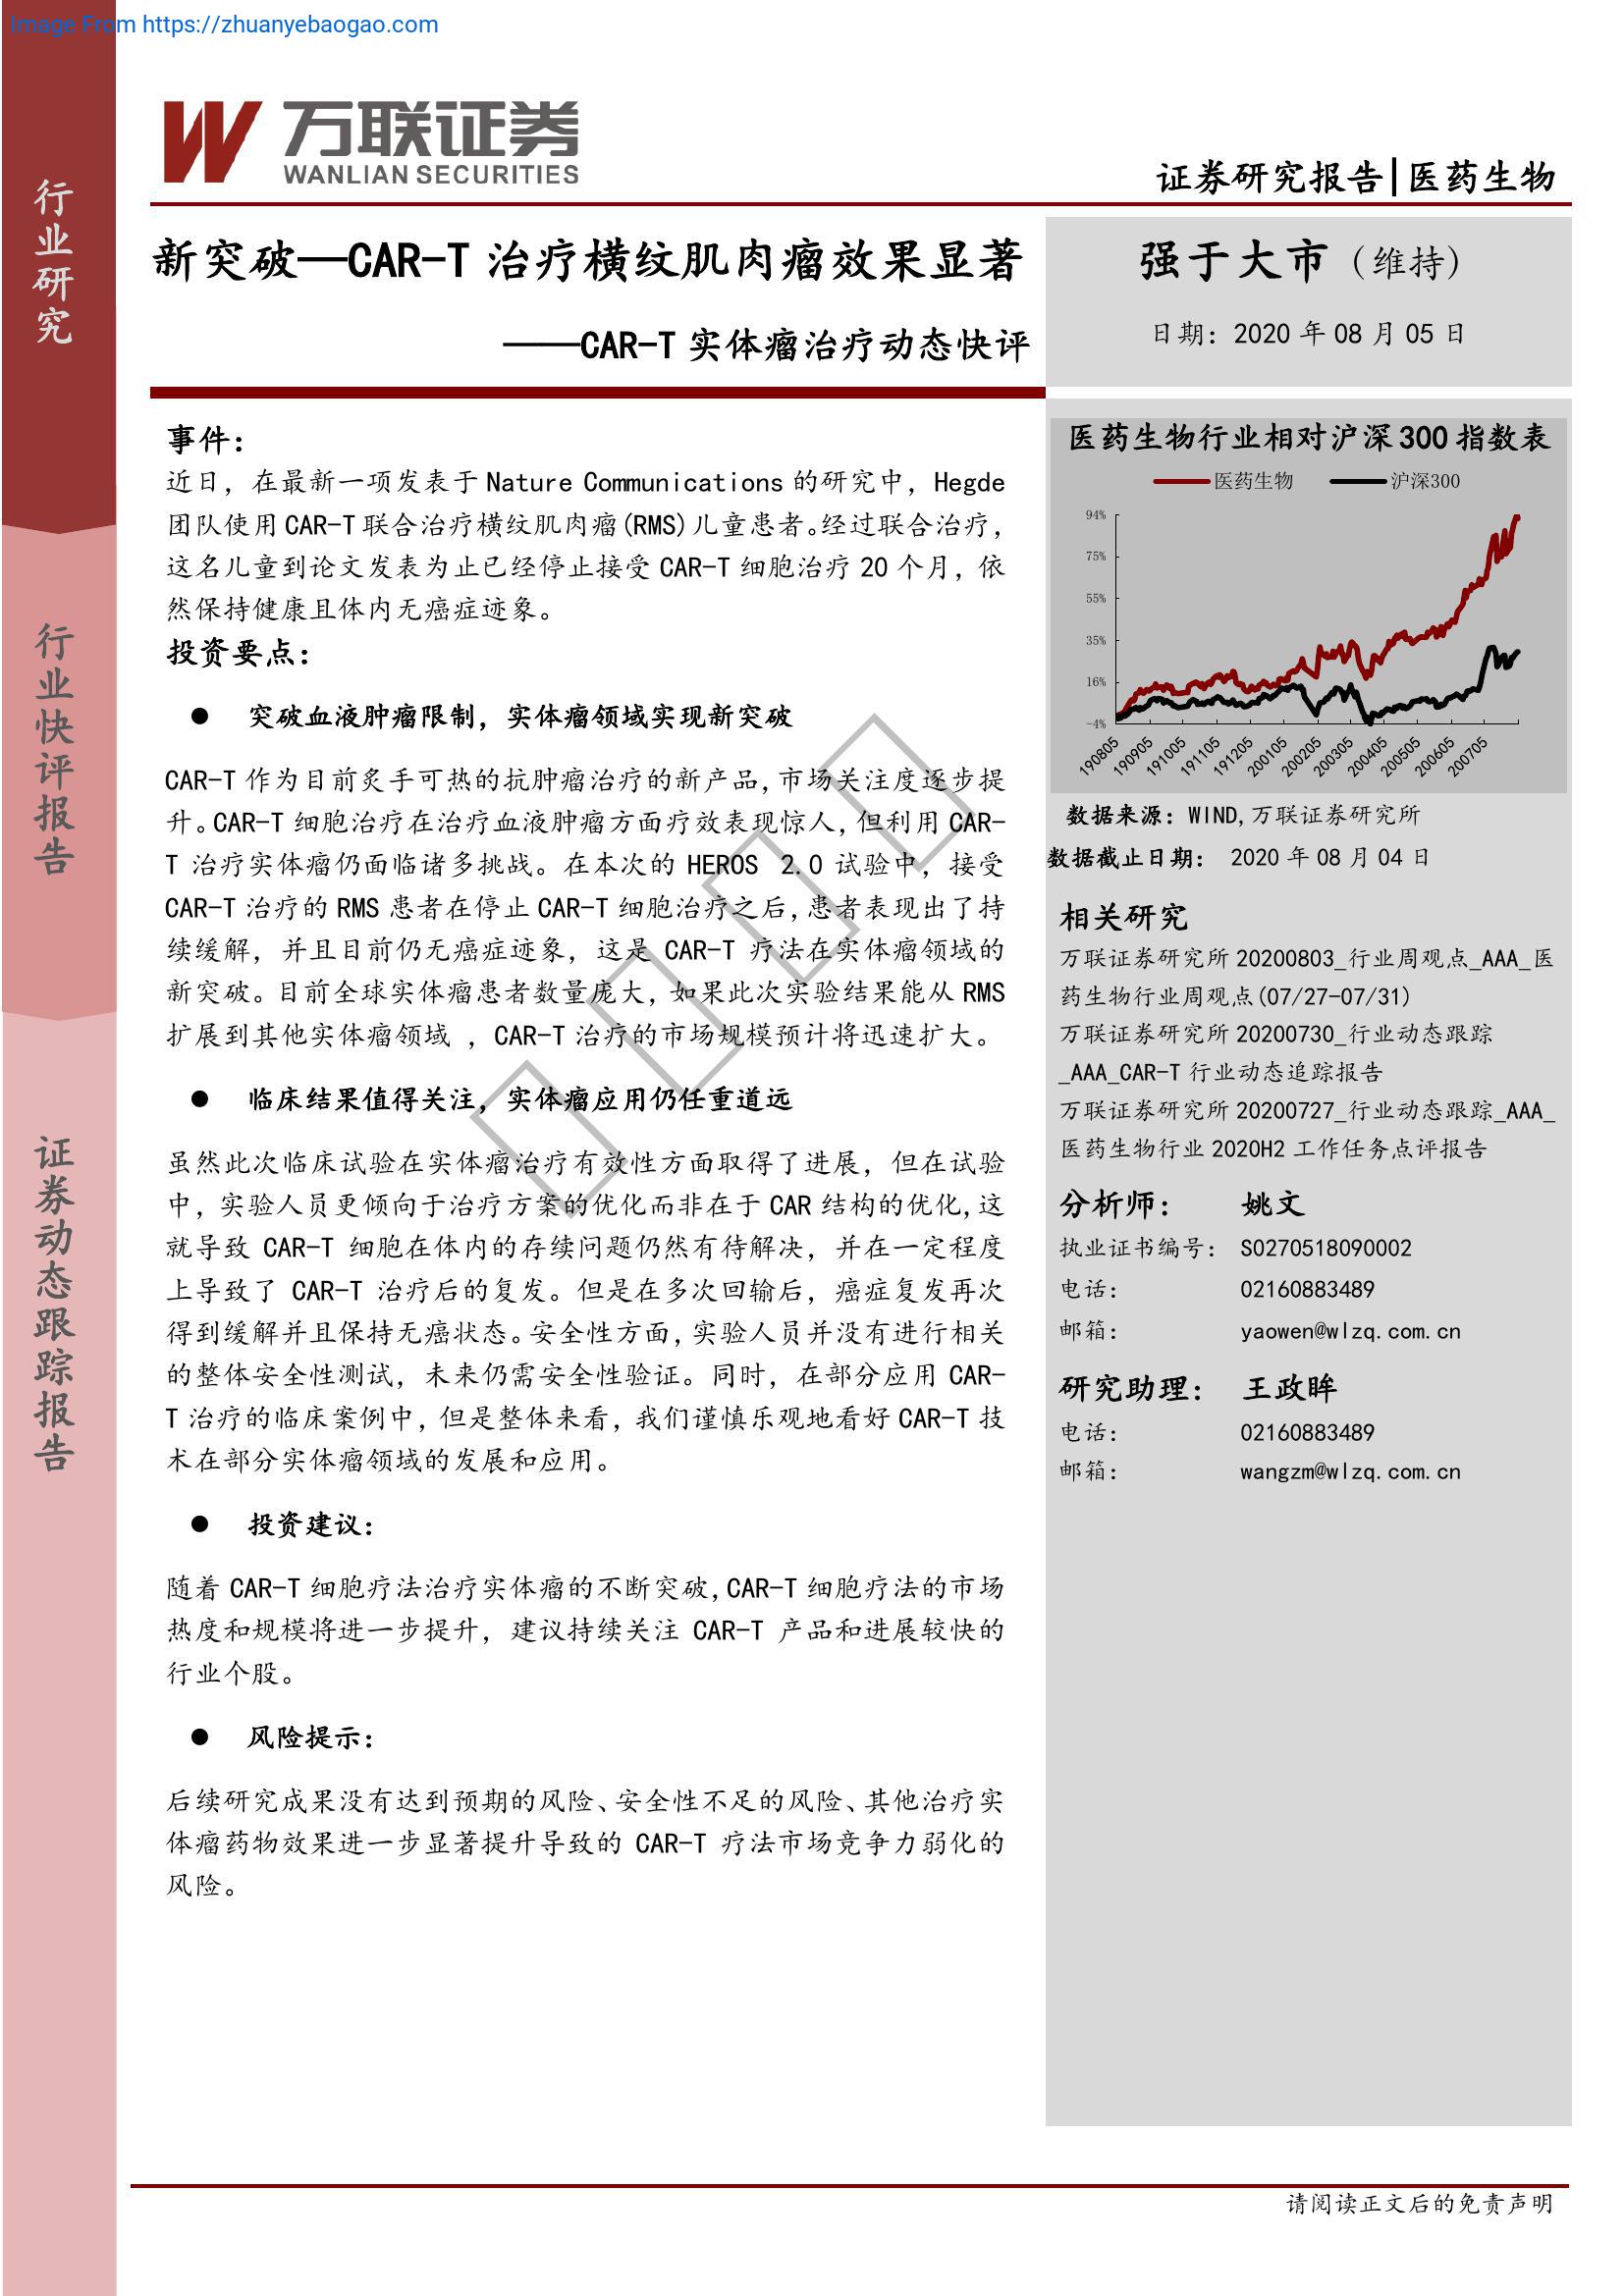 Image From https://zhuanyebaogao.com
万联证券
WANLIAN SECURITIES
证券研究报告|医药生物
行业研究
行业快评报告
证券动态跟踪报告
新突破—CAR-T 治疗横纹肌肉瘤效果显著
——CAR-T 实体瘤治疗动态快评
强于大市（维持）
日期：2020 年 08 月 05 日
事件：
近日，在最新一项发表于 Nature Communications 的研究中，Hegde
团队使用 CAR-T 联合治疗横纹肌肉瘤(RMS)儿童患者。经过联合治疗，
这名儿童到论文发表为止已经停止接受 CAR-T 细胞治疗 20 个月，依
然保持健康且体内无癌症迹象。
投资要点：
● 突破血液肿瘤限制，实体瘤领域实现新突破
CAR-T 作为目前炙手可热的抗肿瘤治疗的新产品，市场关注度逐步提
升。CAR-T 细胞治疗在治疗血液肿瘤方面疗效表现惊人，但利用 CAR-
T 治疗实体瘤仍面临诸多挑战。在本次的 HEROS 2.0 试验中，接受
CAR-T 治疗的 RMS 患者在停止 CAR-T 细胞治疗之后，患者表现出了持
续缓解，并且目前仍无癌症迹象，这是 CAR-T 疗法在实体瘤领域的
新突破。目前全球实体瘤患者数量庞大，如果此次实验结果能从 RMS
扩展到其他实体瘤领域 ，CAR-T 治疗的市场规模预计将迅速扩大。
● 临床结果值得关注，实体瘤应用仍任重道远
虽然此次临床试验在实体瘤治疗有效性方面取得了进展，但在试验
中，实验人员更倾向于治疗方案的优化而非在于 CAR 结构的优化，这
就导致 CAR-T 细胞在体内的存续问题仍然有待解决，并在一定程度
上导致了 CAR-T 治疗后的复发。但是在多次回输后，癌症复发再次
得到缓解并且保持无癌状态。安全性方面，实验人员并没有进行相关
的整体安全性测试，未来仍需安全性验证。同时，在部分应用 CAR-
T 治疗的临床案例中，但是整体来看，我们谨慎乐观地看好 CAR-T 技
术在部分实体瘤领域的发展和应用。
● 投资建议：
随着 CAR-T 细胞疗法治疗实体瘤的不断突破，CAR-T 细胞疗法的市场
热度和规模将进一步提升，建议持续关注 CAR-T 产品和进展较快的
行业个股。
● 风险提示：
后续研究成果没有达到预期的风险、安全性不足的风险、其他治疗实
体瘤药物效果进一步显著提升导致的 CAR-T 疗法市场竞争力弱化的
风险。
医药生物行业相对沪深 300 指数表
医药生物 沪深300
94%
75%
55%
35%
16%
-4%
190805 190905 191005 191105 191205 200105 200205 200305 200405 200505 200605 200705
数据来源：WIND,万联证券研究所
数据截止日期： 2020 年 08 月 04 日
相关研究
万联证券研究所 20200803_行业周观点_AAA_医
药生物行业周观点(07/27-07/31)
万联证券研究所 20200730_行业动态跟踪
_AAA_CAR-T 行业动态追踪报告
万联证券研究所 20200727_行业动态跟踪_AAA_
医药生物行业 2020H2 工作任务点评报告
分析师： 姚文
执业证书编号： S0270518090002
电话： 02160883489
邮箱： yaowen@wlzq.com.cn
研究助理： 王政眸
电话： 02160883489
邮箱： wangzm@wlzq.com.cn
请阅读正文后的免责声明